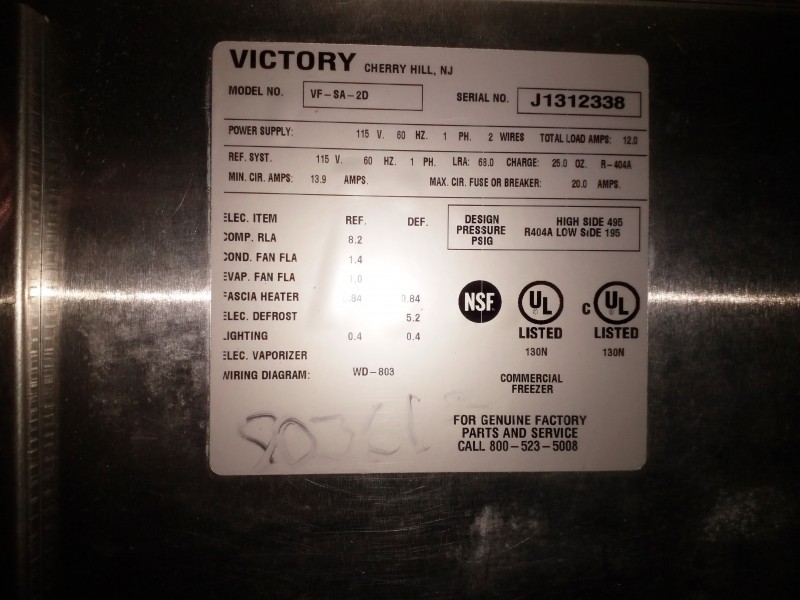 VICTORY CHERRY HILL, NJ
MODEL NO. VF-SA-2D SERIAL NO. J1312338
POWER SUPPLY: 115 V. 60 HZ. 1 PH. 2 WIRES TOTAL LOAD AMPS: 12.0
REF. SYST. 115 V. 60 HZ. 1 PH. LRA: 68.0 CHARGE: 25.0 OZ. R-404A
MIN. CIR. AMPS: 13.9 AMPS. MAX. CIR. FUSE OR BREAKER: 20.0 AMPS.
ELEC. ITEM REF. DEF.
COMP. RLA 8.2
COND. FAN FLA 1.4
EVAP. FAN FLA 1.0
FASCIA HEATER .84 0.84
ELEC. DEFROST 5.2
LIGHTING 0.4 0.4
ELEC. VAPORIZER
WIRING DIAGRAM: WD-803
DESIGN PRESSURE PSIG
HIGH SIDE 495
R404A LOW SIDE 195
NSF
UL
LISTED
130N
C UL
LISTED
130N
COMMERCIAL
FREEZER
FOR GENUINE FACTORY
PARTS AND SERVICE
CALL 800-523-5008